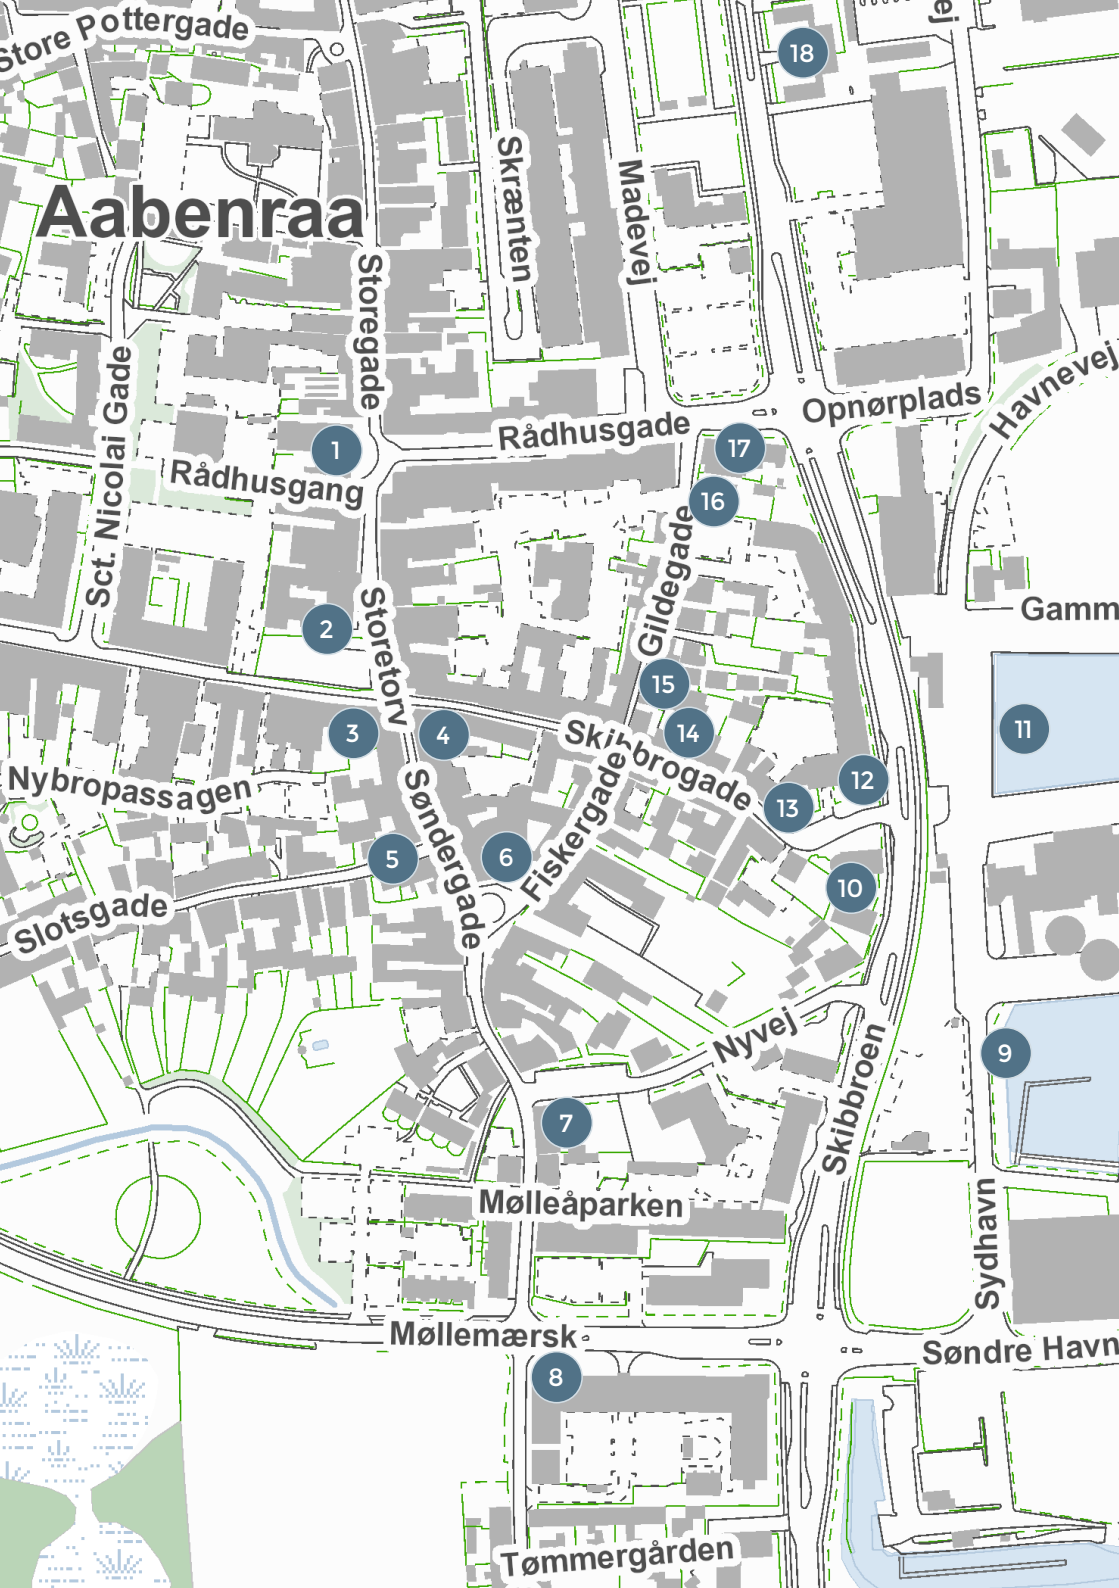 ej
Store Pottergade
18
Skrænten
Madevej
Aabenraa
Storegade
Havnevej
Sct. Nicolai Gade
Opnørplads
Rådhusgade
17
1
Rådhusgang
16
Gildegade
Gamm
2
Storetorv
15
11
3
4
14
Skibbrogade
Nybropassagen
12
13
Søndergade
Fiskergade
5
6
10
Slotsgade
Nyvej
9
Skibbroen
7
Mølleåparken
Sydhavn
Møllemærsk
Søndre Havn
8
Tømmergården